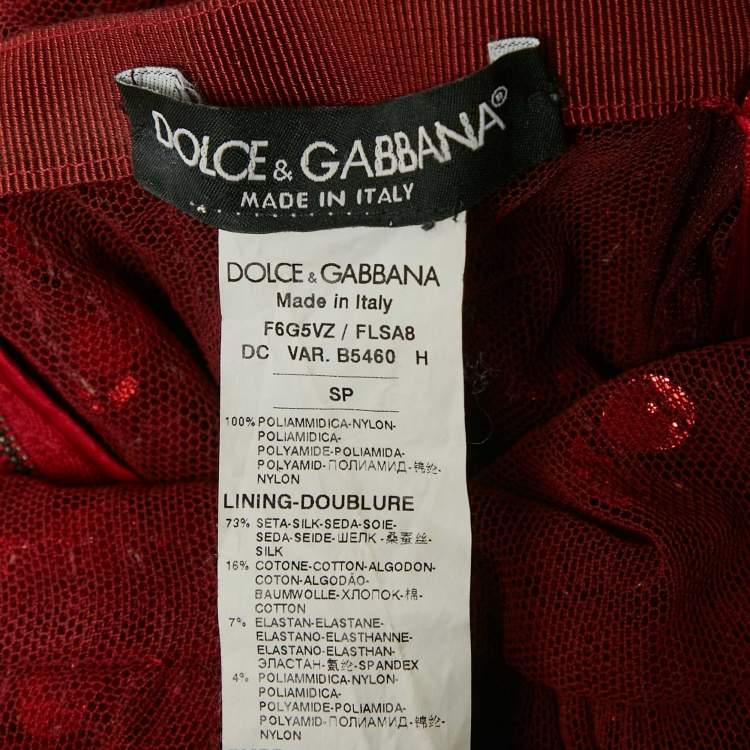 DOLCE & GABBANA®
MADE IN ITALY
DOLCE & GABBANA
Made in Italy
F6G5VZ / FLSA8
DC VAR. B5460 H
SP
100% POLIAMMIDICA-NYLON-
POLIAMIDICA-
POLYAMIDE-POLIAMIDA-
POLYAMID-ПОЛИАМИД-锦纶-
NYLON
LINING-DOUBLURE
73% SETA-SILK-SEDA-SOIE-
SEDA-SEIDE-ШЕЛК-桑蚕丝-
SILK
16% COTONE-COTTON-ALGODON-
COTON-ALGODÃO-
BAUMWOLLE-ХЛОПОК-棉-
COTTON
7% ELASTAN-ELASTANE-
ELASTANO-ELASTHANNE-
ELASTANO-ELASTHAN-
ЭЛАСТАН-氨纶-SPANDEX
4% POLIAMMIDICA-NYLON-
POLIAMIDICA-
POLYAMIDE-POLIAMIDA-
POLYAMID-ПОЛИАМИД-锦纶-
NYLON